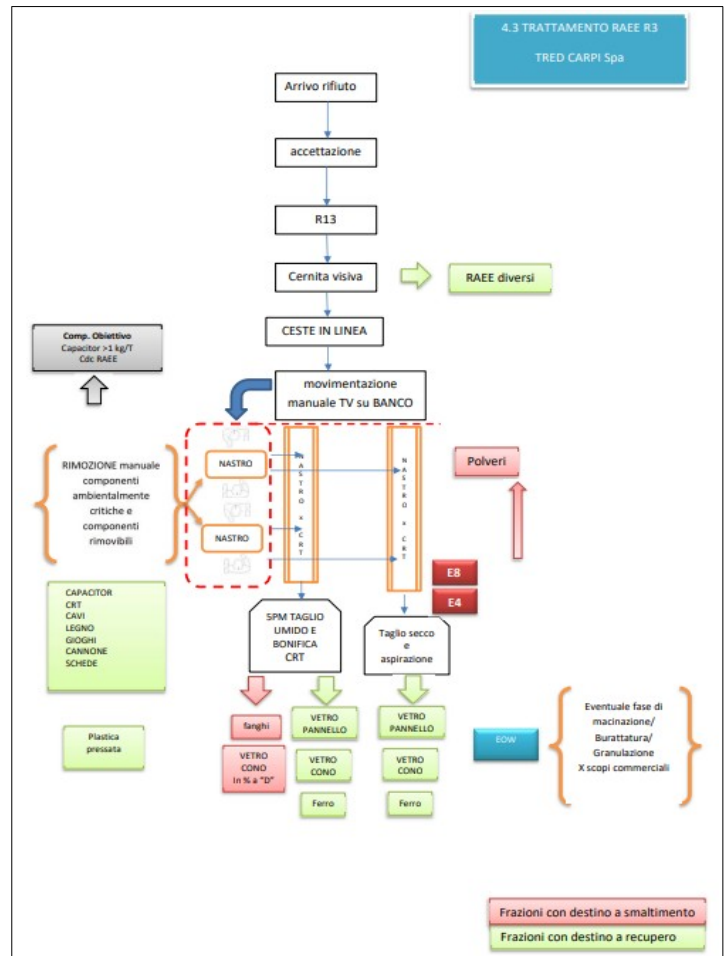 4.3 TRATTAMENTO RAEE R3
TRED CARPI Spa
Arrivo rifiuto
accettazione
R13
Cernita visiva
RAEE diversi
CESTE IN LINEA
Comp. Obiettivo
Capacitor >1 kg/T
Cdc RAEE
movimentazione
manuale TV su BANCO
RIMOZIONE manuale
componenti
ambientalmente
critiche e
componenti
rimovibili
NASTRO
NASTRO
NASTRO x CRT
NASTRO x CRT
Polveri
E8
E4
CAPACITOR
CRT
CAVI
LEGNO
GIOGHI
CANNONE
SCHEDE
SPM TAGLIO
UMIDO E
BONIFICA
CRT
Taglio secco
e
aspirazione
Plastica
pressata
fanghi
VETRO
CONO
In % a “D”
VETRO
PANNELLO
VETRO
CONO
Ferro
VETRO
PANNELLO
VETRO
CONO
Ferro
EOW
Eventuale fase di
macinazione/
Burattatura/
Granulazione
X scopi commerciali
Frazioni con destino a smaltimento
Frazioni con destino a recupero